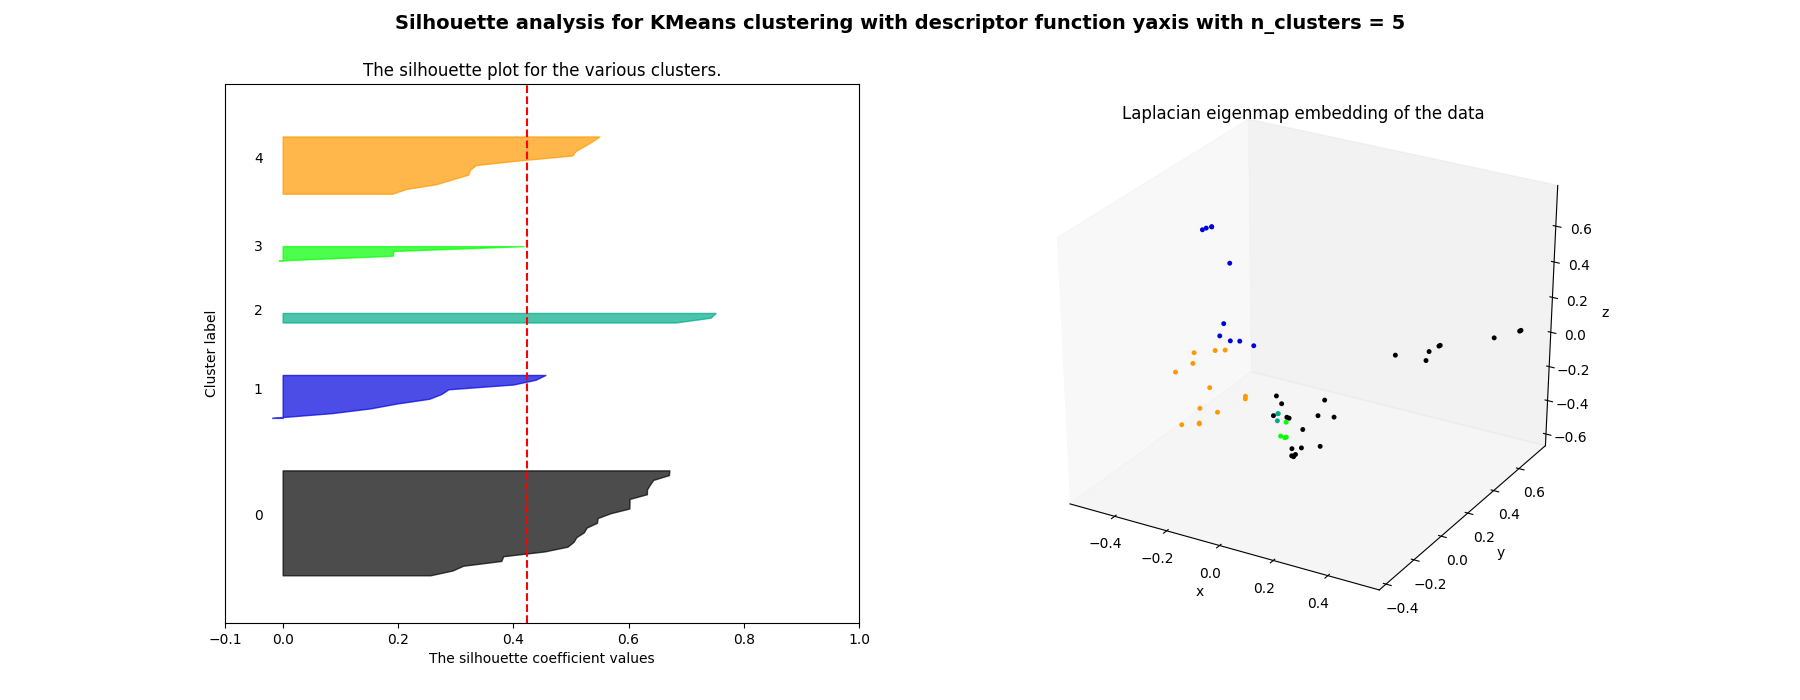 Silhouette analysis for KMeans clustering with descriptor function yaxis with n_clusters = 5
The silhouette plot for the various clusters.
4
3
2
1
0
Cluster label
−0.1 0.0 0.2 0.4 0.6 0.8 1.0
The silhouette coefficient values
Laplacian eigenmap embedding of the data
0.6
0.4
0.2
0.0
−0.2
−0.4
−0.6
z
0.6
0.4
0.2
0.0
−0.2
−0.4
y
−0.4
−0.2
0.0
0.2
0.4
x